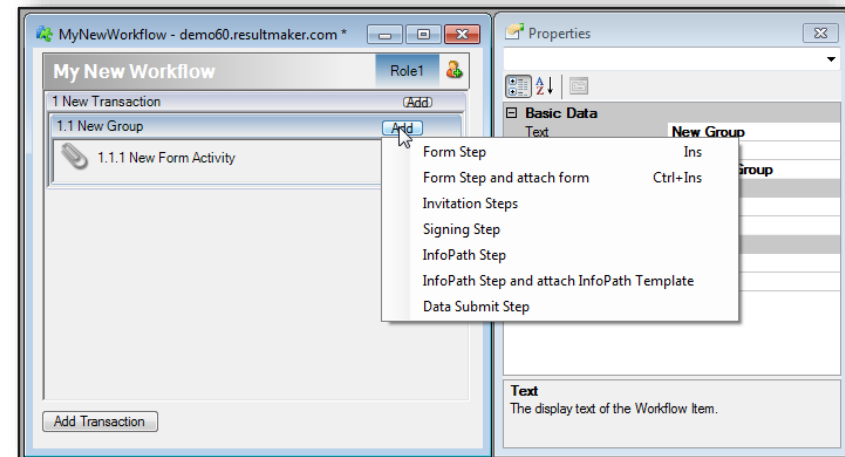 MyNewWorkflow - demo60.resultmaker.com *
My New Workflow
Role1
1 New Transaction
Add
1.1 New Group
Add
1.1.1 New Form Activity
Form Step Ins
Form Step and attach form Ctrl+Ins
Invitation Steps
Signing Step
InfoPath Step
InfoPath Step and attach InfoPath Template
Data Submit Step
Add Transaction
Properties
Basic Data
Text New Group
Group
Text
The display text of the Workflow Item.